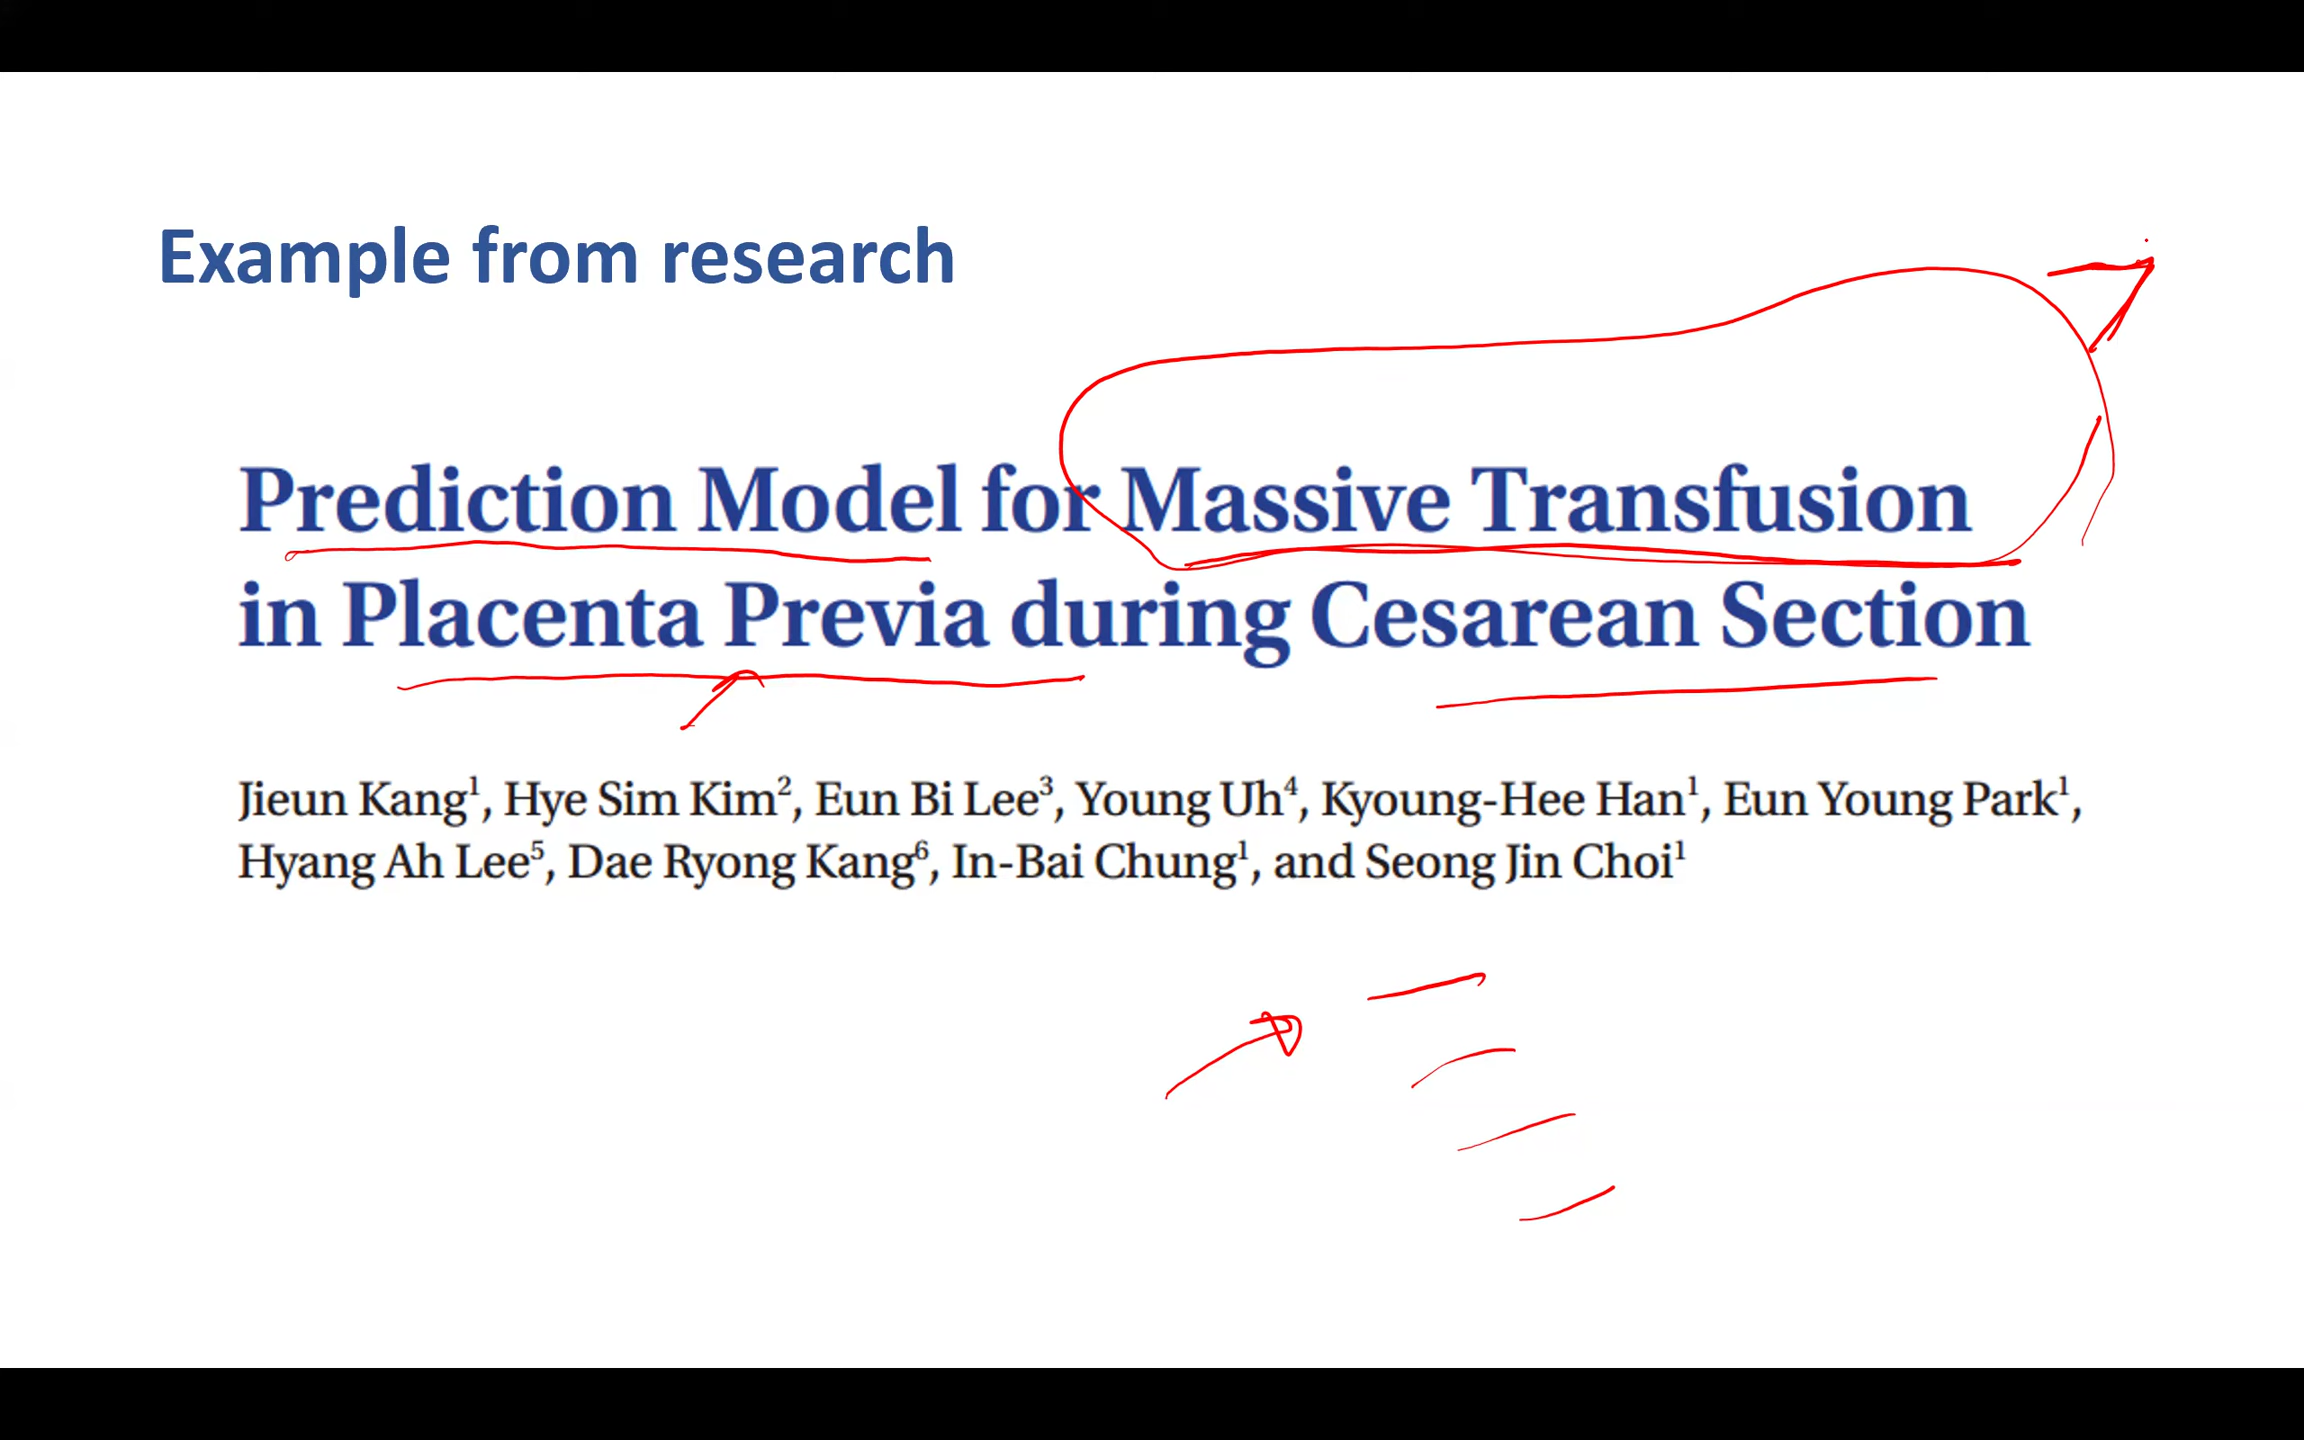 Example from research
Prediction Model for Massive Transfusion
in Placenta Previa during Cesarean Section
Jieun Kang¹, Hye Sim Kim², Eun Bi Lee³, Young Uh⁴, Kyoung-Hee Han¹, Eun Young Park¹,
Hyang Ah Lee⁵, Dae Ryong Kang⁶, In-Bai Chung¹, and Seong Jin Choi¹